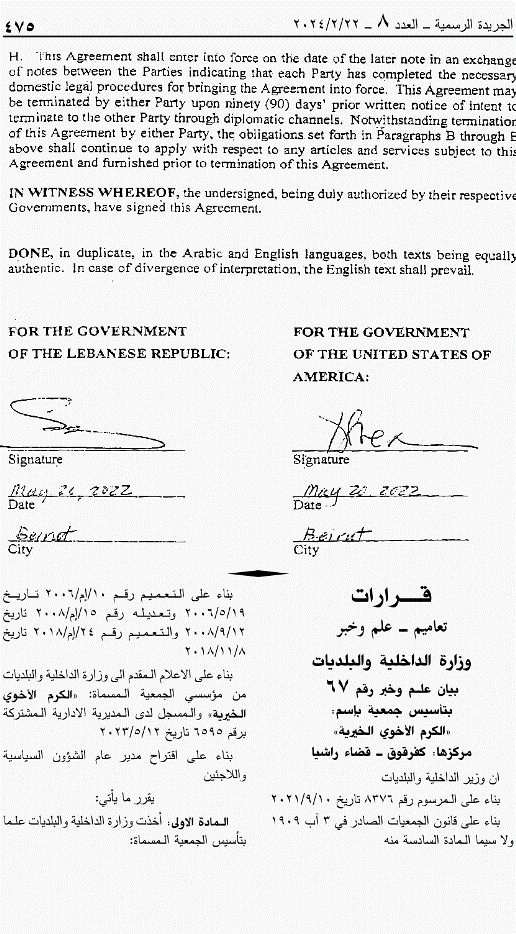 الجريدة الرسمية ــ العدد ٨ ــ ٢٠٢٤/٢/٢٢
٤٧٥
H. This Agreement shall enter into force on the date of the later note in an exchange
of notes between the Parties indicating that each Party has completed the necessary
domestic legal procedures for bringing the Agreement into force. This Agreement may
be terminated by either Party upon ninety (90) days' prior written notice of intent to
terminate to the other Party through diplomatic channels. Notwithstanding termination
of this Agreement by either Party, the obligations set forth in Paragraphs B through E
above shall continue to apply with respect to any articles and services subject to this
Agreement and furnished prior to termination of this Agreement.
IN WITNESS WHEREOF, the undersigned, being duly authorized by their respective
Governments, have signed this Agreement.
DONE, in duplicate, in the Arabic and English languages, both texts being equally
authentic. In case of divergence of interpretation, the English text shall prevail.
FOR THE GOVERNMENT
OF THE LEBANESE REPUBLIC:
Signature
May 20, 2022
Date
Beirut
City
FOR THE GOVERNMENT
OF THE UNITED STATES OF
AMERICA:
Signature
May 20, 2022
Date
Beirut
City
قـــرارات
تعاميم ــ علم وخبر
وزارة الداخلية والبلديات
بيان علـم وخبر رقم ٦٧
بتأسيس جمعية بإسم:
«الكرم الأخوي الخيرية»
مركزها: كفرقوق ــ قضاء راشيا
ان وزير الداخلية والبلديات
بناء على المرسوم رقم ٨٣٧٦ تاريخ ٢٠٢١/٩/١٠
بناء على قانون الجمعيات الصادر في ٣ آب ١٩٠٩
ولا سيما المادة السادسة منه
بناء على التعميم رقم ١٠/إم/٢٠٠٦ تاريخ
٢٠٠٦/٥/١٩ وتعديله رقم ١٥/إم/٢٠٠٨ تاريخ
٢٠٠٨/٩/١٢ والتعميم رقم ٢٤/إم/٢٠١٨ تاريخ
٢٠١٨/١١/٨
بناء على الاعلام المقدم الى وزارة الداخلية والبلديات
من مؤسسي الجمعية المسماة: «الكرم الأخوي
الخيرية» والمسجل لدى المديرية الادارية المشتركة
برقم ٦٥٩٥ تاريخ ٢٠٢٣/٥/١٢
بناء على اقتراح مدير عام الشؤون السياسية
واللاجئين
يقرر ما يأتي:
المادة الاولى: أخذت وزارة الداخلية والبلديات علما
بتأسيس الجمعية المسماة: